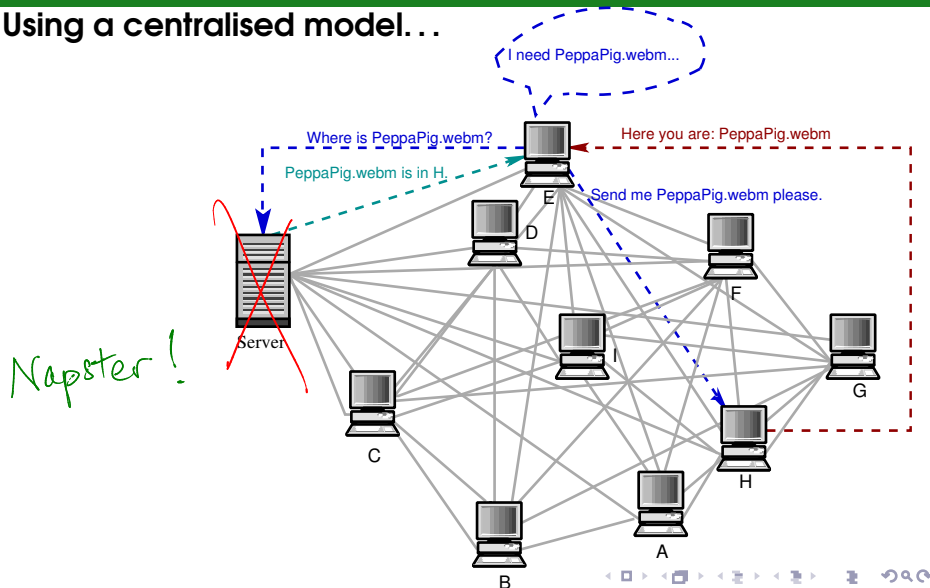 Using a centralised model...
I need PeppaPig.webm...
Where is PeppaPig.webm?
Here you are: PeppaPig.webm
PeppaPig.webm is in H.
E
Send me PeppaPig.webm please.
D
F
Server
I
Napster!
G
C
H
A
B